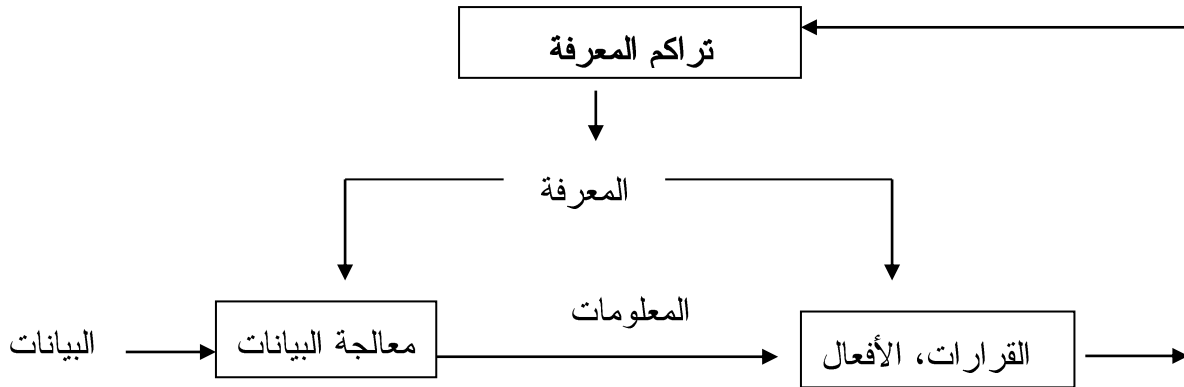 تراكم المعرفة
المعرفة
المعلومات
القرارات، الأفعال
معالجة البيانات
البيانات